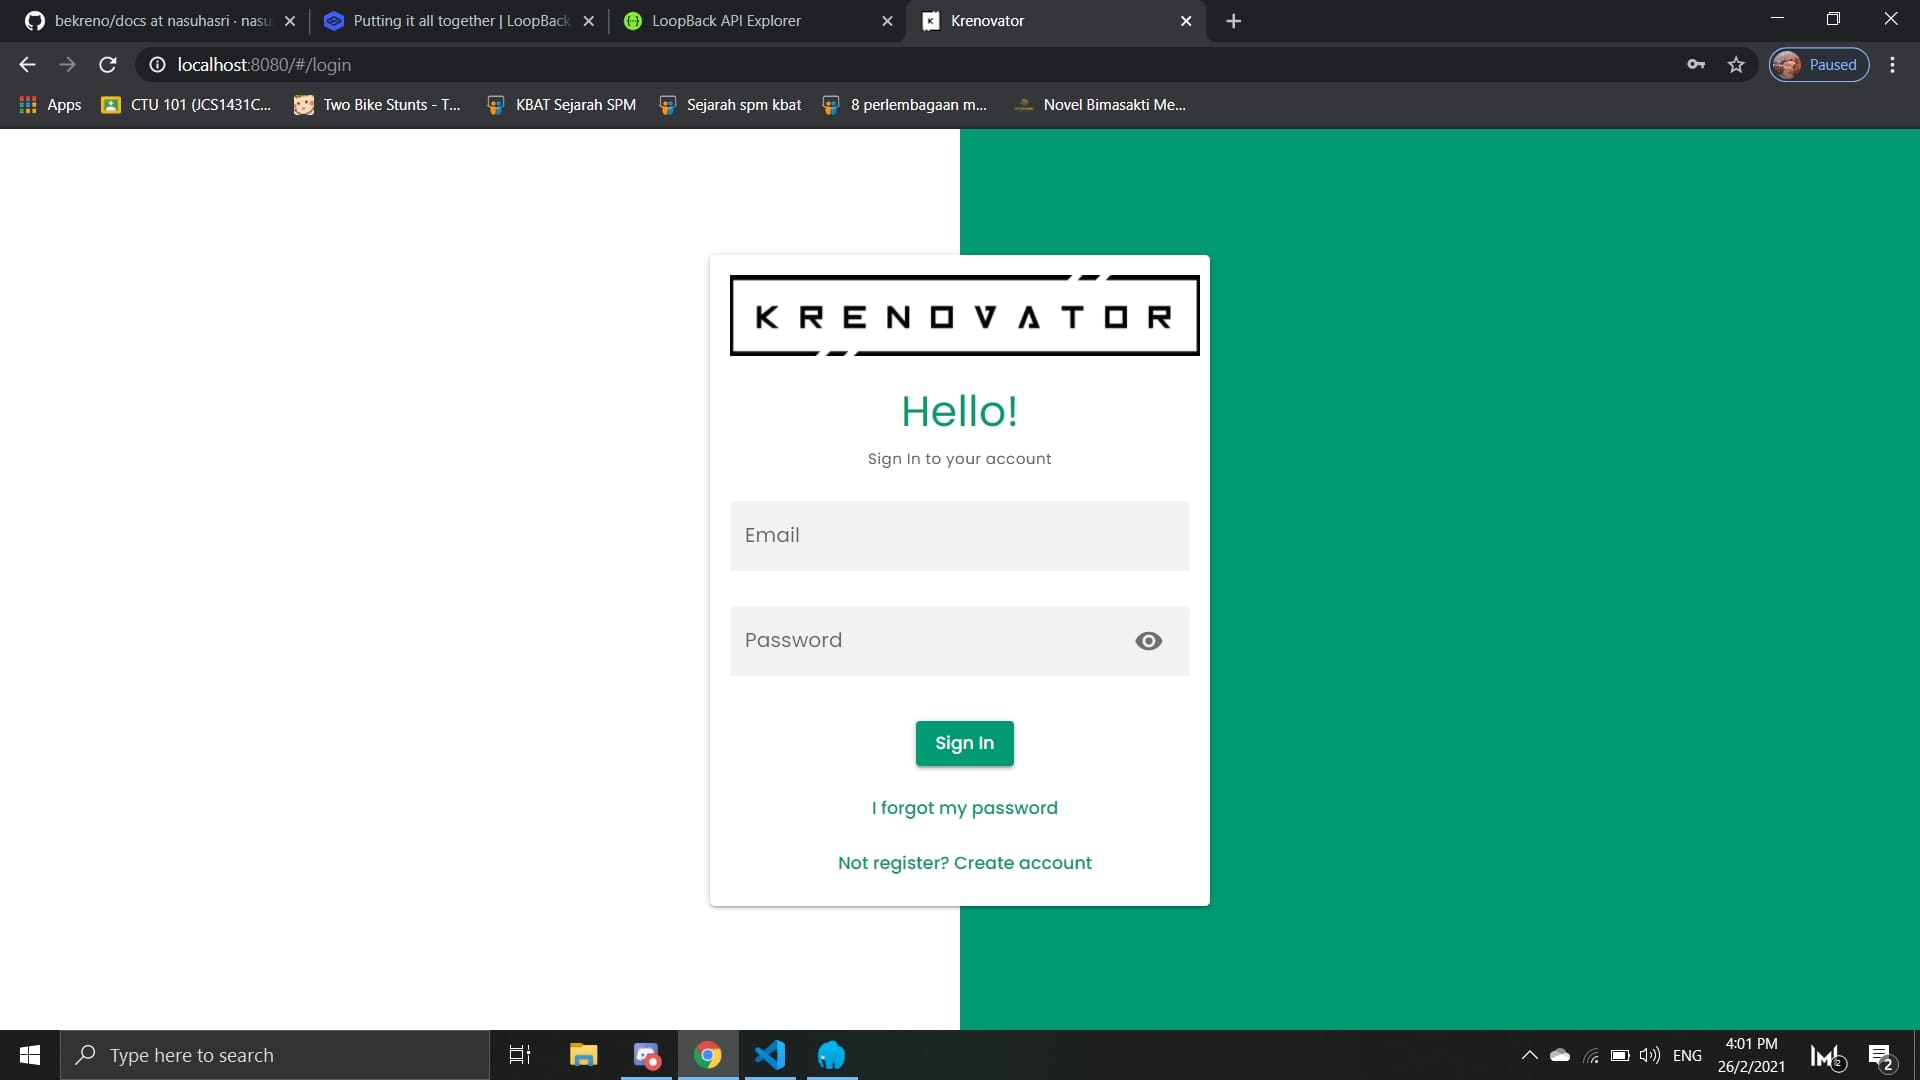 bekreno/docs at nasuhasri · nasu
Putting it all together | LoopBack
LoopBack API Explorer
Krenovator
localhost:8080/#/login
Paused
Apps
CTU 101 (JCS1431C...
Two Bike Stunts - T...
KBAT Sejarah SPM
Sejarah spm kbat
8 perlembagaan m...
Novel Bimasakti Me...
KRENOVATOR
Hello!
Sign In to your account
Email
Password
Sign In
I forgot my password
Not register? Create account
Type here to search
ENG
4:01 PM
26/2/2021
2
2